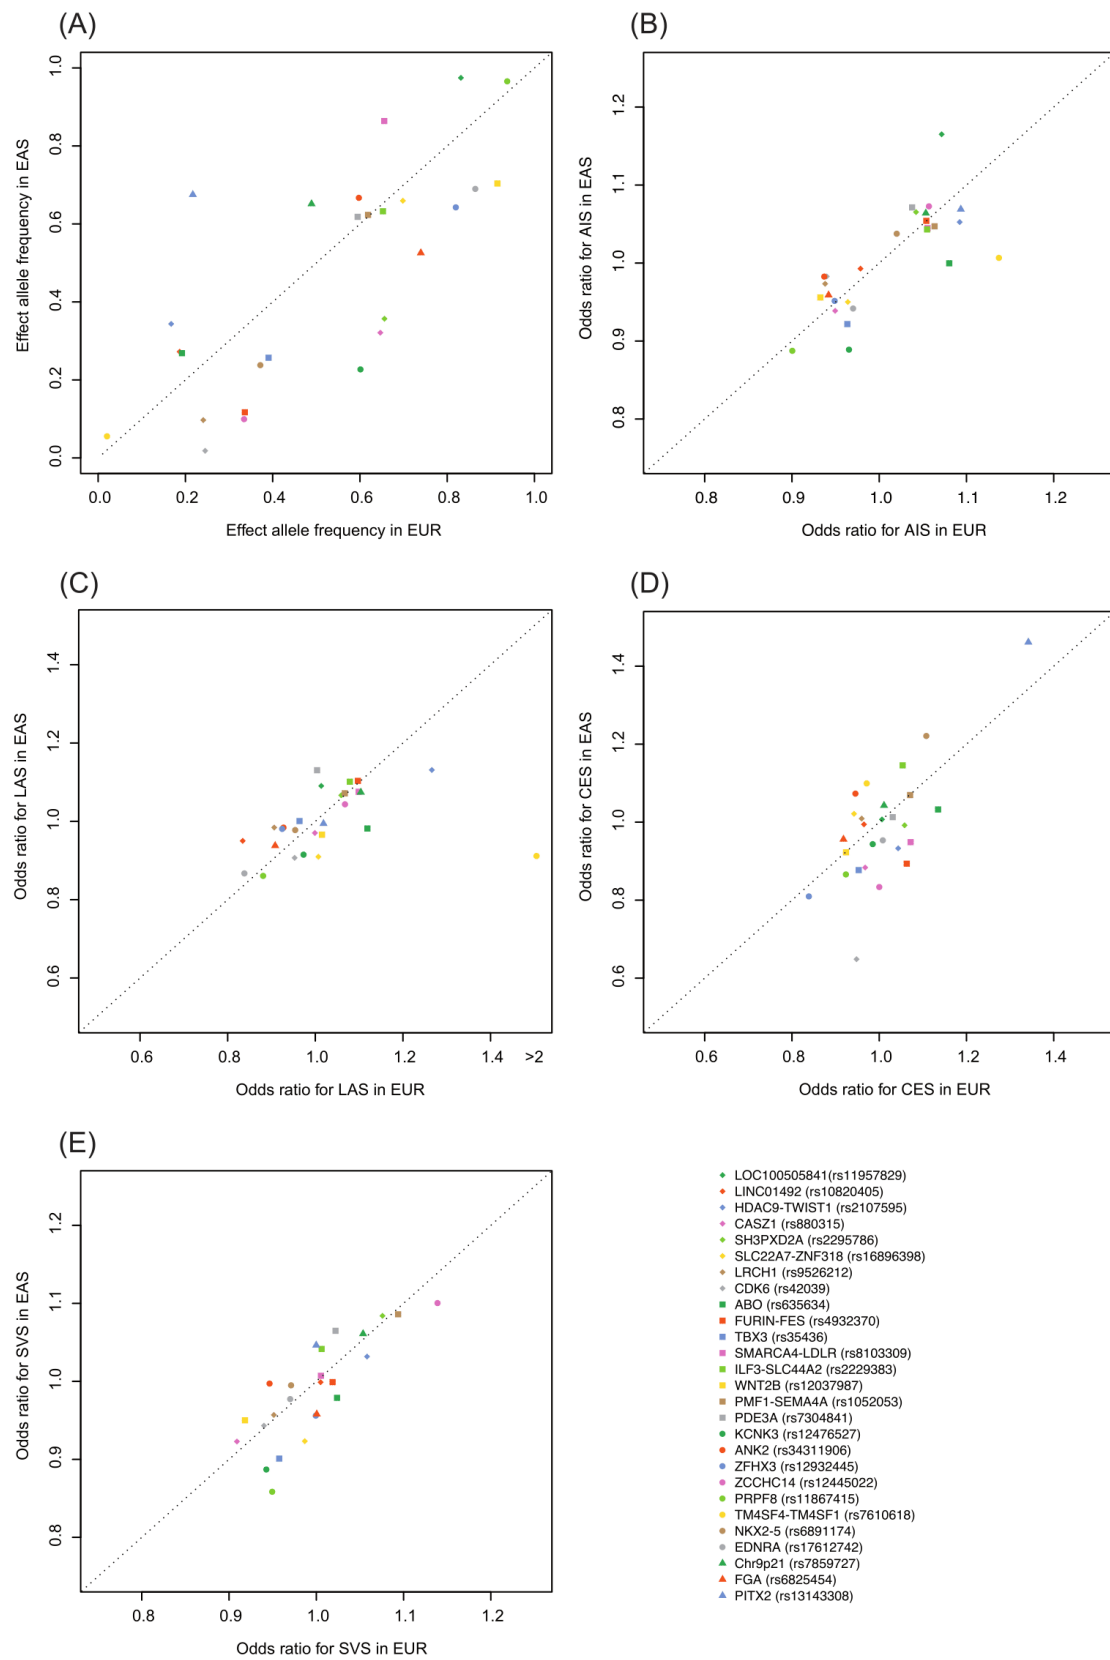 (A)
(B)
1.0
0.8
0.6
0.4
0.2
0.0
Effect allele frequency in EAS
0.0 0.2 0.4 0.6 0.8 1.0
Effect allele frequency in EUR
1.2
1.1
1.0
0.9
0.8
Odds ratio for AIS in EAS
0.8 0.9 1.0 1.1 1.2
Odds ratio for AIS in EUR
(C)
(D)
1.4
1.2
1.0
0.8
0.6
Odds ratio for LAS in EAS
0.6 0.8 1.0 1.2 1.4 >2
Odds ratio for LAS in EUR
1.4
1.2
1.0
0.8
0.6
Odds ratio for CES in EAS
0.6 0.8 1.0 1.2 1.4
Odds ratio for CES in EUR
(E)
1.2
1.1
1.0
0.9
0.8
Odds ratio for SVS in EAS
0.8 0.9 1.0 1.1 1.2
Odds ratio for SVS in EUR
LOC100505841(rs11957829)
LINC01492 (rs10820405)
HDAC9-TWIST1 (rs2107595)
CASZ1 (rs880315)
SH3PXD2A (rs2295786)
SLC22A7-ZNF318 (rs16896398)
LRCH1 (rs9526212)
CDK6 (rs42039)
ABO (rs635634)
FURIN-FES (rs4932370)
TBX3 (rs35436)
SMARCA4-LDLR (rs8103309)
ILF3-SLC44A2 (rs2229383)
WNT2B (rs12037987)
PMF1-SEMA4A (rs1052053)
PDE3A (rs7304841)
KCNK3 (rs12476527)
ANK2 (rs34311906)
ZFHX3 (rs12932445)
ZCCHC14 (rs12445022)
PRPF8 (rs11867415)
TM4SF4-TM4SF1 (rs7610618)
NKX2-5 (rs6891174)
EDNRA (rs17612742)
Chr9p21 (rs7859727)
FGA (rs6825454)
PITX2 (rs13143308)